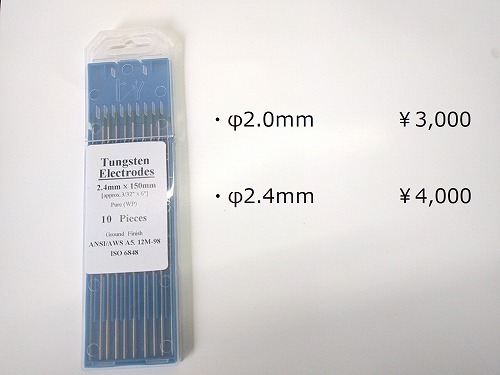 Tungsten
Electrodes
2.4mm × 150mm
[approx.3/32" x 6"]
Pure (WP)
10 Pieces
Ground Finish
ANSI/AWS A5. 12M-98
ISO 6848
・φ2.0mm ¥3,000
・φ2.4mm ¥4,000